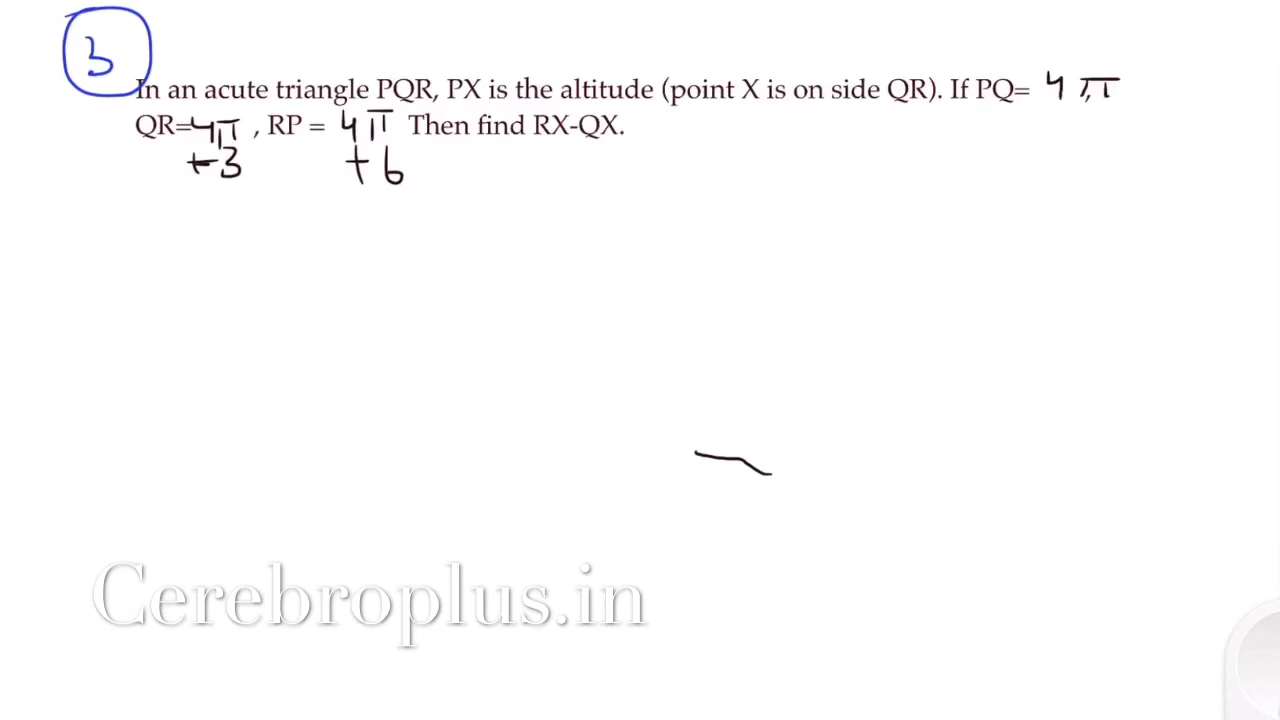 3
In an acute triangle PQR, PX is the altitude (point X is on side QR). If PQ= 4π,
QR=4π , RP = 4π Then find RX-QX.
+3 +6
Cerebroplus.in